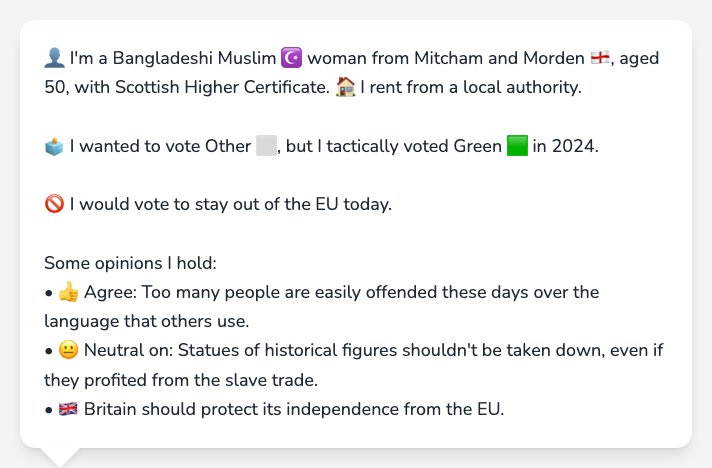 👤 I'm a Bangladeshi Muslim ☪️ woman from Mitcham and Morden 🏴󠁧󠁢󠁥󠁮󠁧󠁿, aged
50, with Scottish Higher Certificate. 🏠 I rent from a local authority.
🗳️ I wanted to vote Other ⬜, but I tactically voted Green 🟩 in 2024.
🚫 I would vote to stay out of the EU today.
Some opinions I hold:
• 👍 Agree: Too many people are easily offended these days over the
language that others use.
• 😐 Neutral on: Statues of historical figures shouldn't be taken down, even if
they profited from the slave trade.
• 🇬🇧 Britain should protect its independence from the EU.